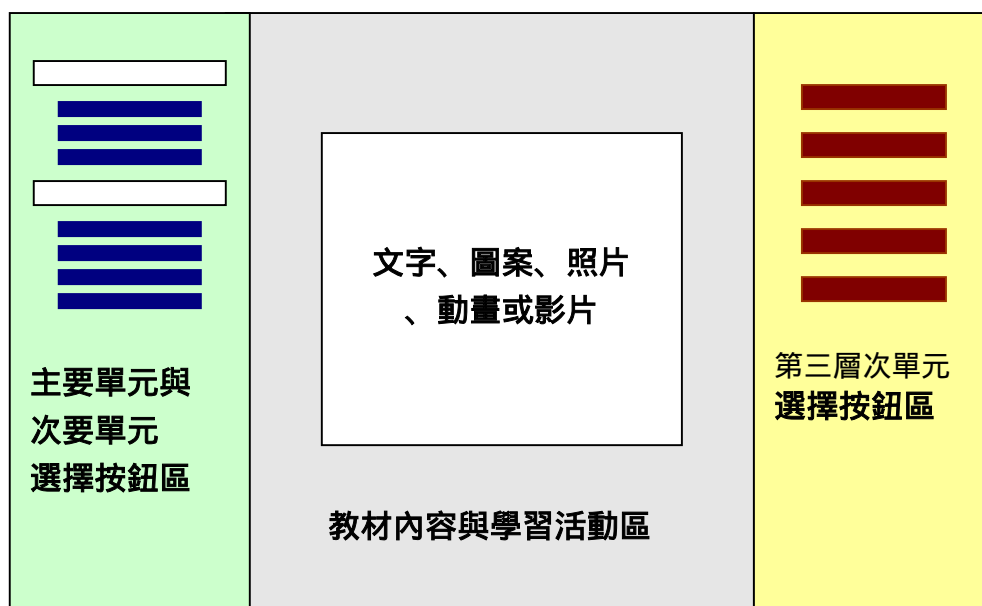 主要單元與
次要單元
選擇按鈕區
文字、圖案、照片
、動畫或影片
教材內容與學習活動區
第三層次單元
選擇按鈕區